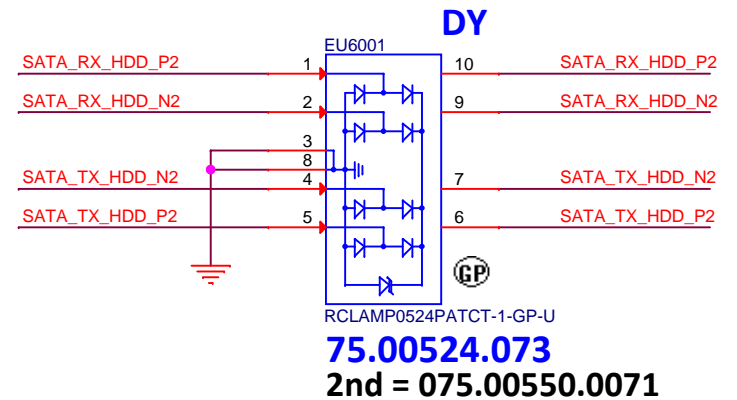 DY
EU6001
SATA_RX_HDD_P2 1 10 SATA_RX_HDD_P2
SATA_RX_HDD_N2 2 9 SATA_RX_HDD_N2
3
8
SATA_TX_HDD_N2 4 7 SATA_TX_HDD_N2
SATA_TX_HDD_P2 5 6 SATA_TX_HDD_P2
GP
RCLAMP0524PATCT-1-GP-U
75.00524.073
2nd = 075.00550.0071